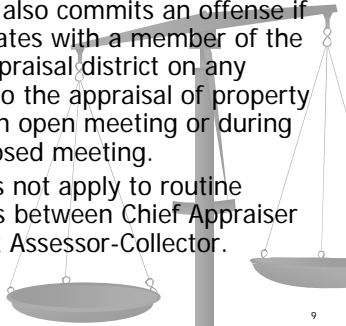 also commits an offense if
ates with a member of the
praisal district on any
o the appraisal of property
n open meeting or during
osed meeting.
s not apply to routine
s between Chief Appraiser
t Assessor-Collector.
9